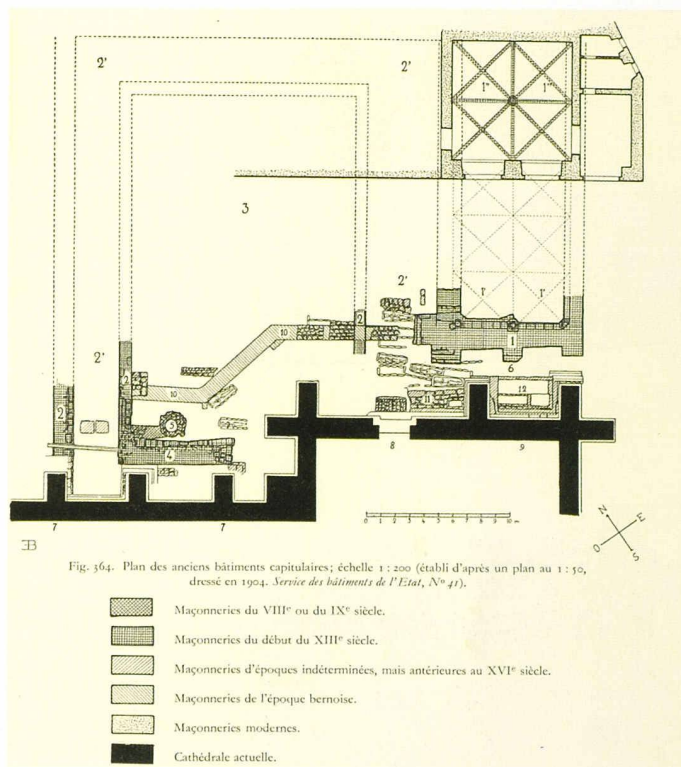 2' 2' 1" 1"
3
2'
1' 1'
2 10 1
2' 6
2 10
2 5 11 12
4
8 9
7 7
0 1 2 3 4 5 6 7 8 9 10 m
N E
O S
EB
Fig. 364. Plan des anciens bâtiments capitulaires; échelle 1 : 200 (établi d'après un plan au 1 : 50,
dressé en 1904. Service des bâtiments de l'Etat, Nº 41).
Maçonneries du VIIIe ou du IXe siècle.
Maçonneries du début du XIIIe siècle.
Maçonneries d'époques indéterminées, mais antérieures au XVIe siècle.
Maçonneries de l'époque bernoise.
Maçonneries modernes.
Cathédrale actuelle.